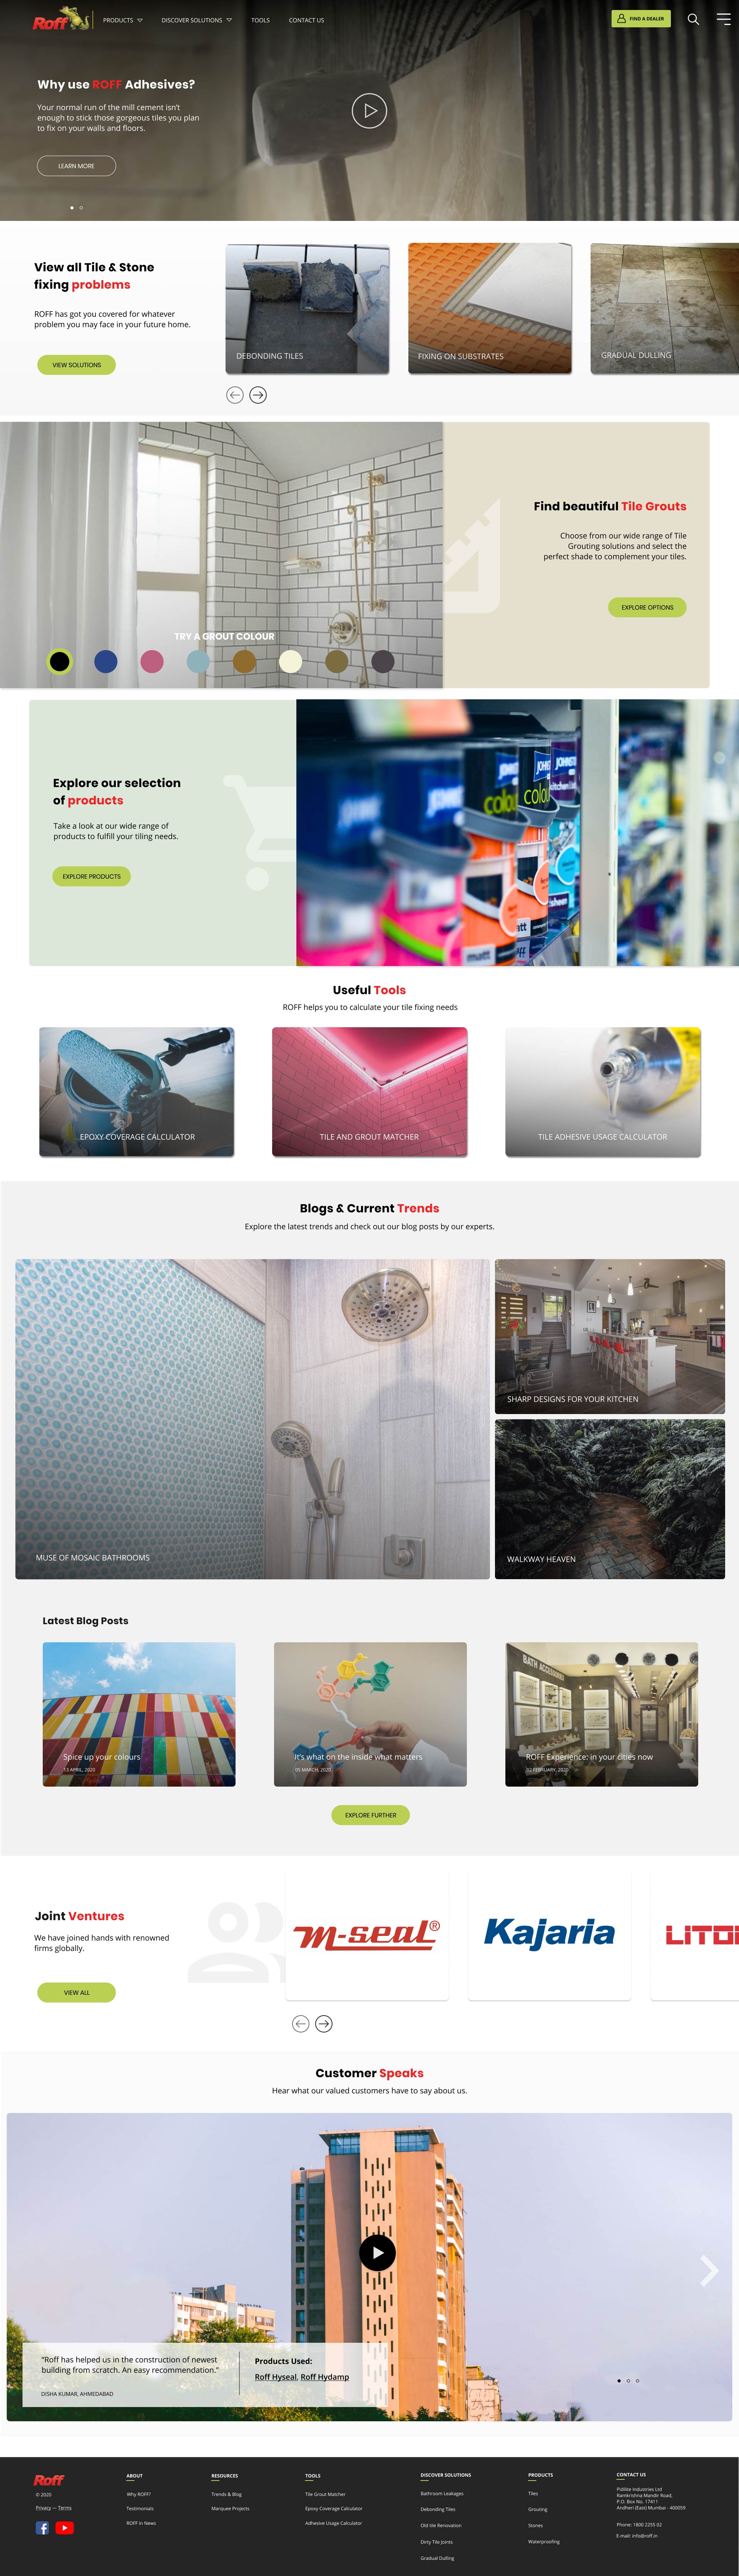 Roff
PRODUCTS
DISCOVER SOLUTIONS
TOOLS
CONTACT US
FIND A DEALER
Why use ROFF Adhesives?
Your normal run of the mill cement isn't
enough to stick those gorgeous tiles you plan
to fix on your walls and floors.
LEARN MORE
View all Tile & Stone
fixing problems
ROFF has got you covered for whatever
problem you may face in your future home.
VIEW SOLUTIONS
DEBONDING TILES
FIXING ON SUBSTRATES
GRADUAL DULLING
Find beautiful Tile Grouts
Choose from our wide range of Tile
Grouting solutions and select the
perfect shade to complement your tiles.
EXPLORE OPTIONS
TRY A GROUT COLOUR
Explore our selection
of products
Take a look at our wide range of
products to fulfill your tiling needs.
EXPLORE PRODUCTS
Useful Tools
ROFF helps you to calculate your tile fixing needs
EPOXY COVERAGE CALCULATOR
TILE AND GROUT MATCHER
TILE ADHESIVE USAGE CALCULATOR
Blogs & Current Trends
Explore the latest trends and check out our blog posts by our experts.
MUSE OF MOSAIC BATHROOMS
SHARP DESIGNS FOR YOUR KITCHEN
WALKWAY HEAVEN
Latest Blog Posts
Spice up your colours
13 APRIL, 2020
It's what on the inside what matters
05 MARCH, 2020
BATH ACCESSORIES
ROFF Experience: in your cities now
02 FEBRUARY, 2020
EXPLORE FURTHER
Joint Ventures
We have joined hands with renowned
firms globally.
VIEW ALL
m-seal®
Kajaria
Customer Speaks
Hear what our valued customers have to say about us.
"Roff has helped us in the construction of newest
building from scratch. An easy recommendation."
DISHA KUMAR, AHMEDABAD
Products Used:
Roff Hyseal, Roff Hydamp
Roff
© 2020
Privacy — Terms
ABOUT
Why ROFF?
Testimonials
ROFF in News
RESOURCES
Trends & Blog
Marquee Projects
TOOLS
Tile Grout Matcher
Epoxy Coverage Calculator
Adhesive Usage Calculator
DISCOVER SOLUTIONS
Bathroom Leakages
Debonding Tiles
Old tile Renovation
Dirty Tile Joints
Gradual Dulling
PRODUCTS
Tiles
Grouting
Stones
Waterproofing
CONTACT US
Pidilite Industries Ltd
Ramkrishna Mandir Road,
P.O. Box No. 17411
Andheri (East) Mumbai - 400059
Phone: 1800 2255 02
E-mail: info@roff.in